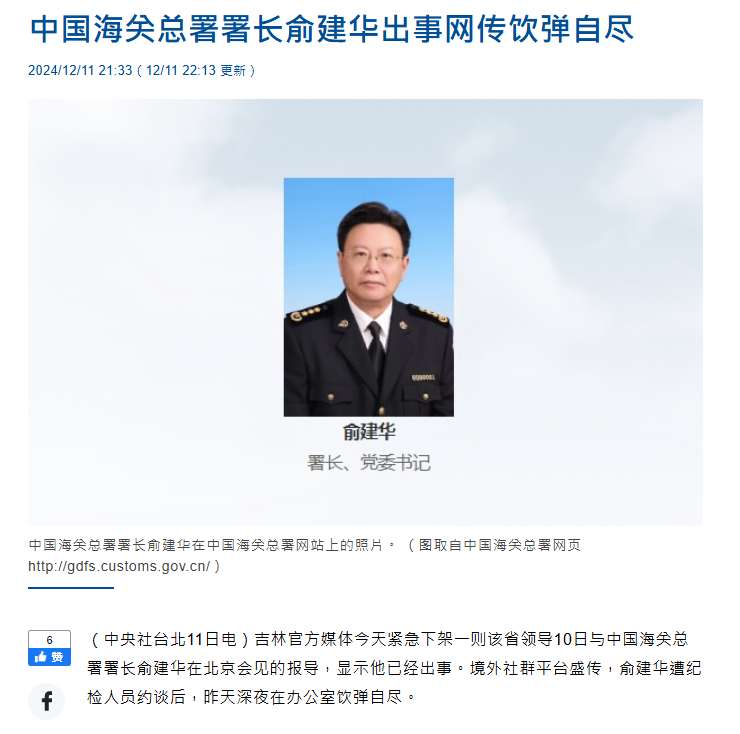 中国海关总署署长俞建华出事网传饮弹自尽
2024/12/11 21:33（12/11 22:13 更新）
俞建华
署长、党委书记
中国海关总署署长俞建华在中国海关总署网站上的照片。（图取自中国海关总署网页
http://gdfs.customs.gov.cn/）
6
赞
（中央社台北11日电）吉林官方媒体今天紧急下架一则该省领导10日与中国海关总
署署长俞建华在北京会见的报导，显示他已经出事。境外社群平台盛传，俞建华遭纪
检人员约谈后，昨天深夜在办公室饮弹自尽。